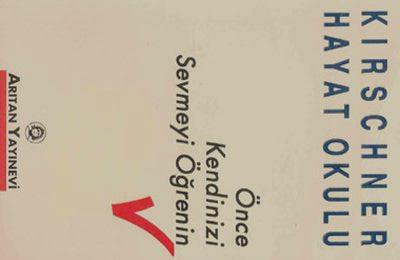 KIRSCHNER
HAYAT OKULU
Önce
Kendinizi
Sevmeyi Öğrenin
ARITAN YAYINEVİ